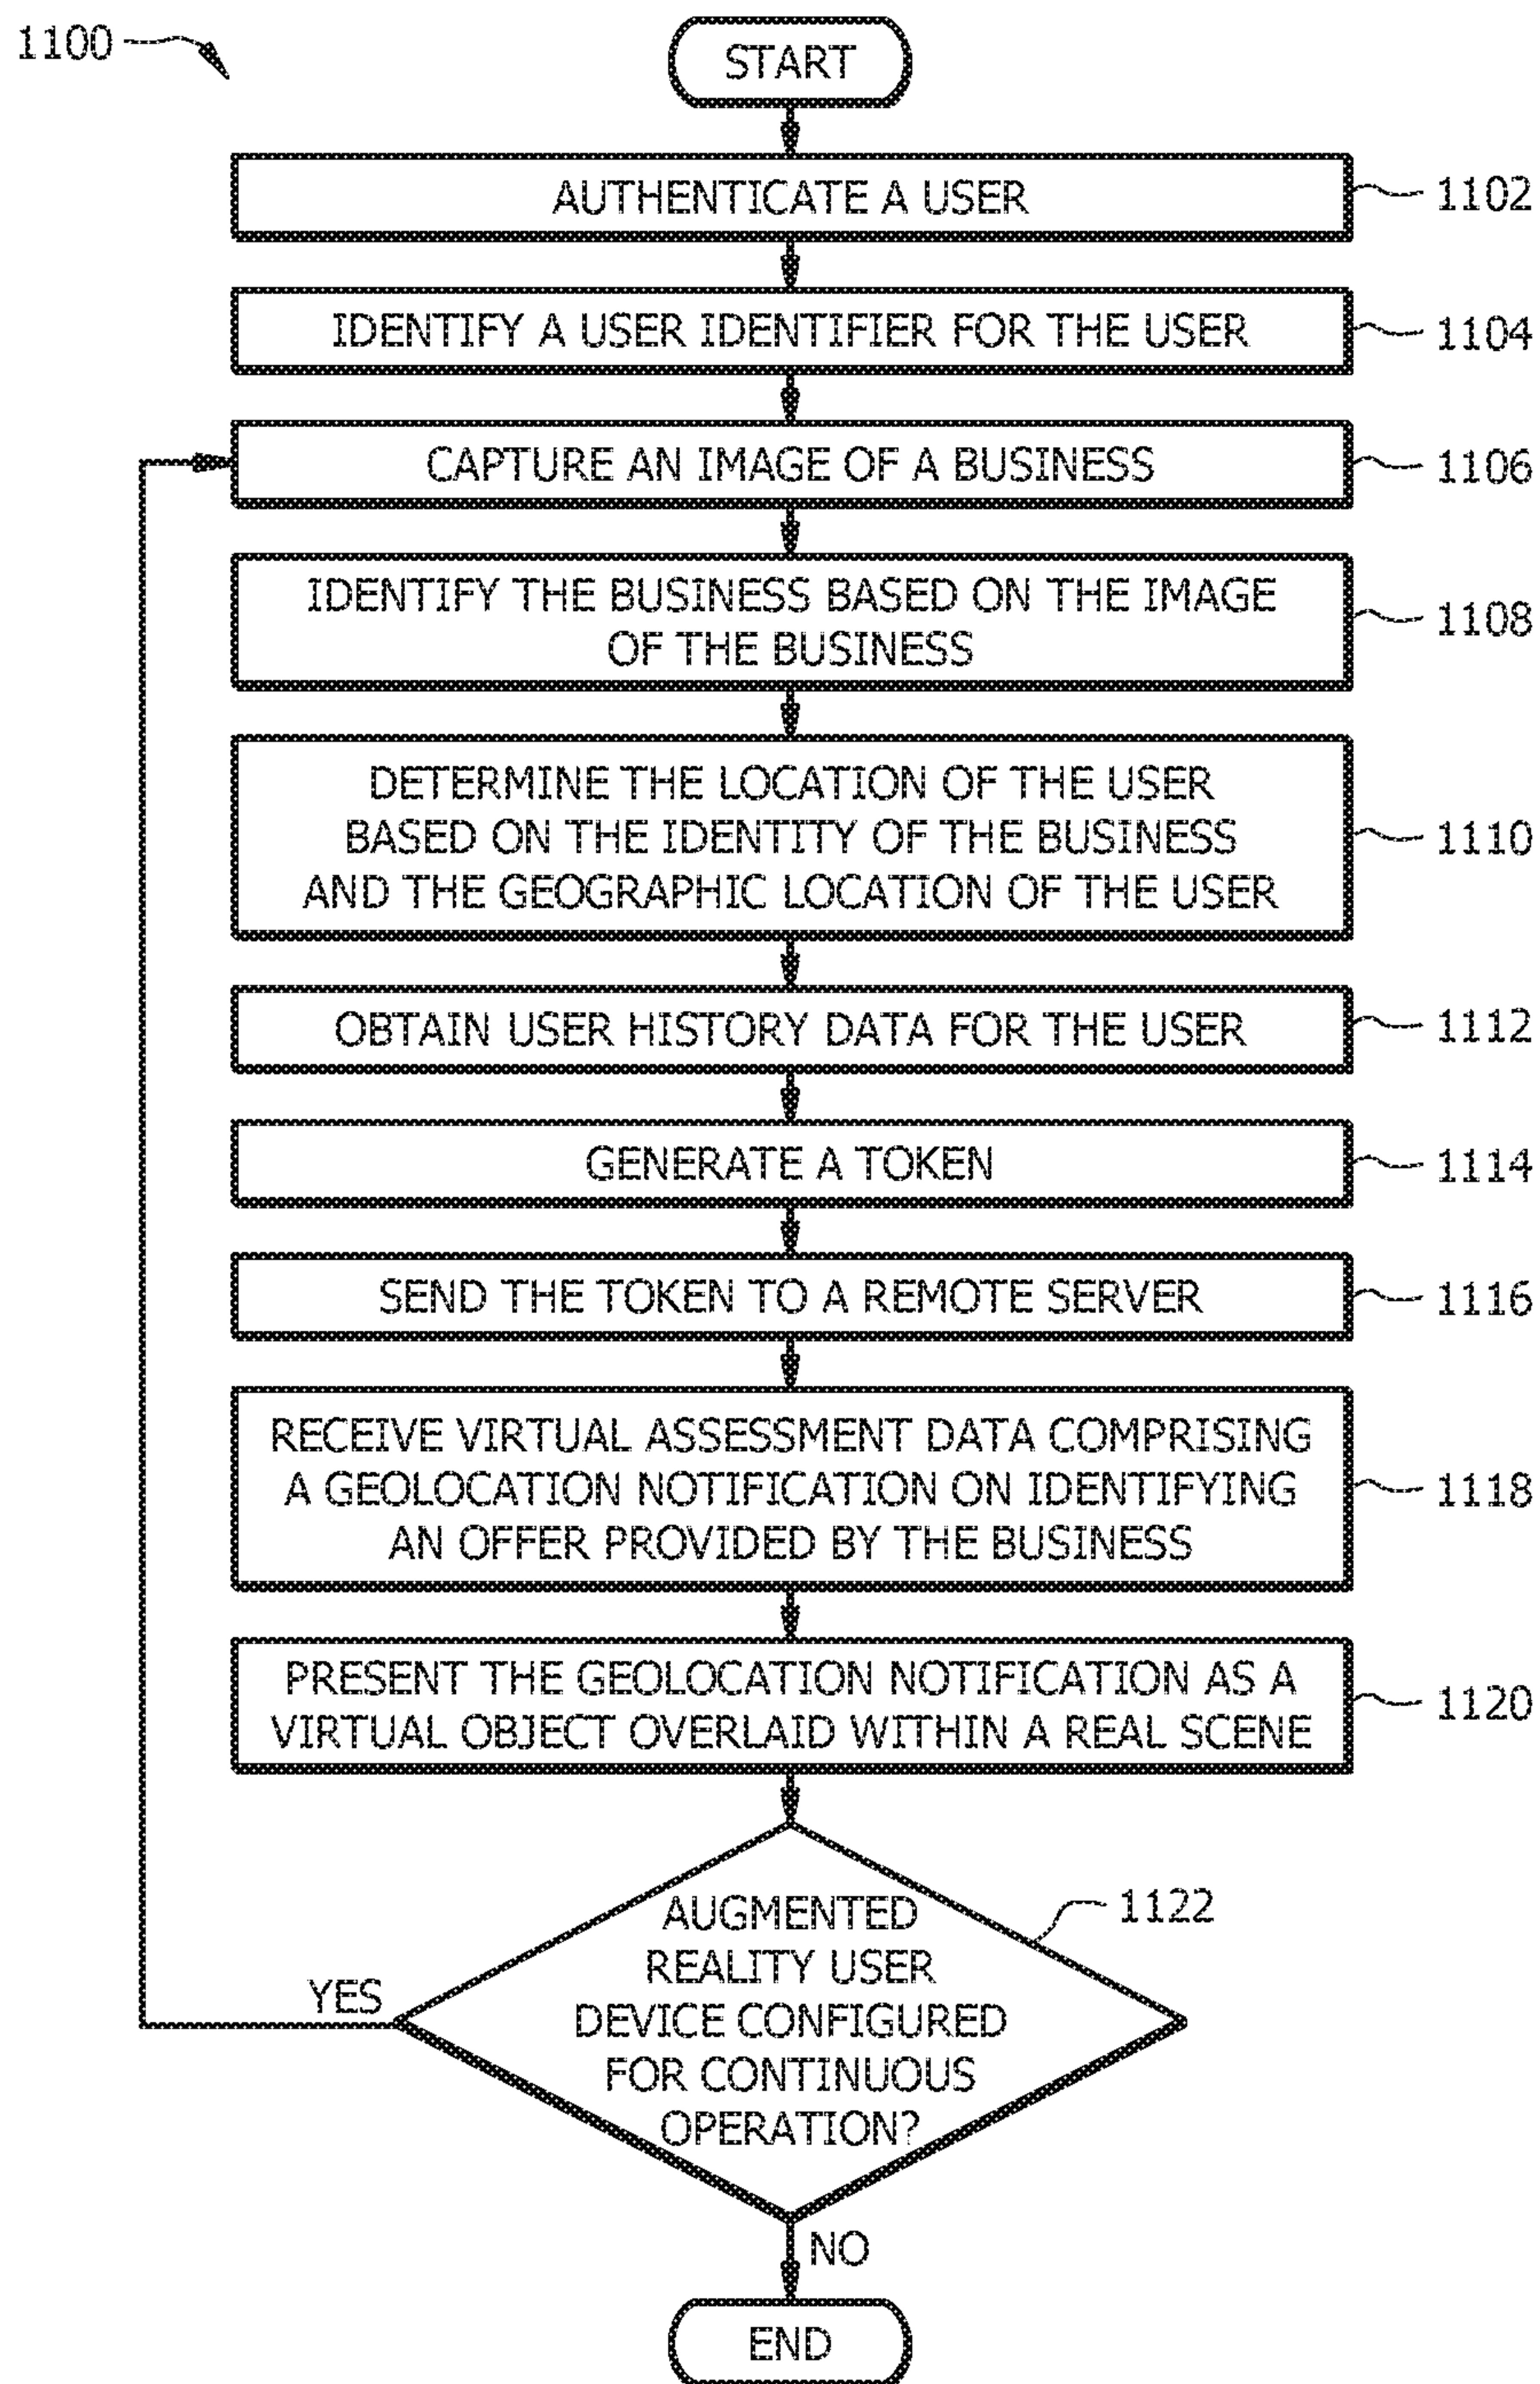 1100
START
AUTHENTICATE A USER
1102
IDENTIFY A USER IDENTIFIER FOR THE USER
1104
CAPTURE AN IMAGE OF A BUSINESS
1106
IDENTIFY THE BUSINESS BASED ON THE IMAGE
OF THE BUSINESS
1108
DETERMINE THE LOCATION OF THE USER
BASED ON THE IDENTITY OF THE BUSINESS
AND THE GEOGRAPHIC LOCATION OF THE USER
1110
OBTAIN USER HISTORY DATA FOR THE USER
1112
GENERATE A TOKEN
1114
SEND THE TOKEN TO A REMOTE SERVER
1116
RECEIVE VIRTUAL ASSESSMENT DATA COMPRISING
A GEOLOCATION NOTIFICATION ON IDENTIFYING
AN OFFER PROVIDED BY THE BUSINESS
1118
PRESENT THE GEOLOCATION NOTIFICATION AS A
VIRTUAL OBJECT OVERLAID WITHIN A REAL SCENE
1120
AUGMENTED
REALITY USER
DEVICE CONFIGURED
FOR CONTINUOUS
OPERATION?
1122
YES
NO
END